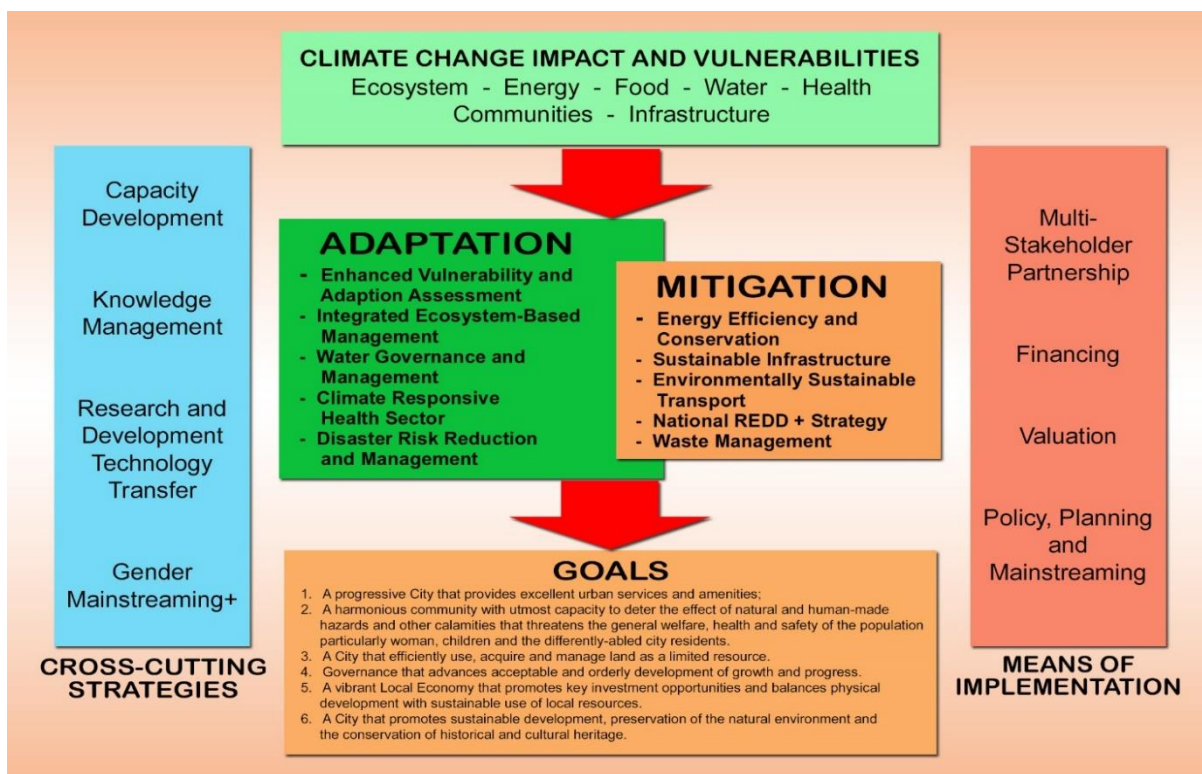 CLIMATE CHANGE IMPACT AND VULNERABILITIES
Ecosystem - Energy - Food - Water - Health
Communities - Infrastructure
Capacity
Development
Knowledge
Management
Research and
Development
Technology
Transfer
Gender
Mainstreaming+
CROSS-CUTTING
STRATEGIES
ADAPTATION
- Enhanced Vulnerability and
Adaption Assessment
- Integrated Ecosystem-Based
Management
- Water Governance and
Management
- Climate Responsive
Health Sector
- Disaster Risk Reduction
and Management
MITIGATION
- Energy Efficiency and
Conservation
- Sustainable Infrastructure
- Environmentally Sustainable
Transport
- National REDD + Strategy
- Waste Management
Multi-
Stakeholder
Partnership
Financing
Valuation
Policy, Planning
and
Mainstreaming
MEANS OF
IMPLEMENTATION
GOALS
1. A progressive City that provides excellent urban services and amenities;
2. A harmonious community with utmost capacity to deter the effect of natural and human-made
hazards and other calamities that threatens the general welfare, health and safety of the population
particularly woman, children and the differently-abled city residents.
3. A City that efficiently use, acquire and manage land as a limited resource.
4. Governance that advances acceptable and orderly development of growth and progress.
5. A vibrant Local Economy that promotes key investment opportunities and balances physical
development with sustainable use of local resources.
6. A City that promotes sustainable development, preservation of the natural environment and
the conservation of historical and cultural heritage.